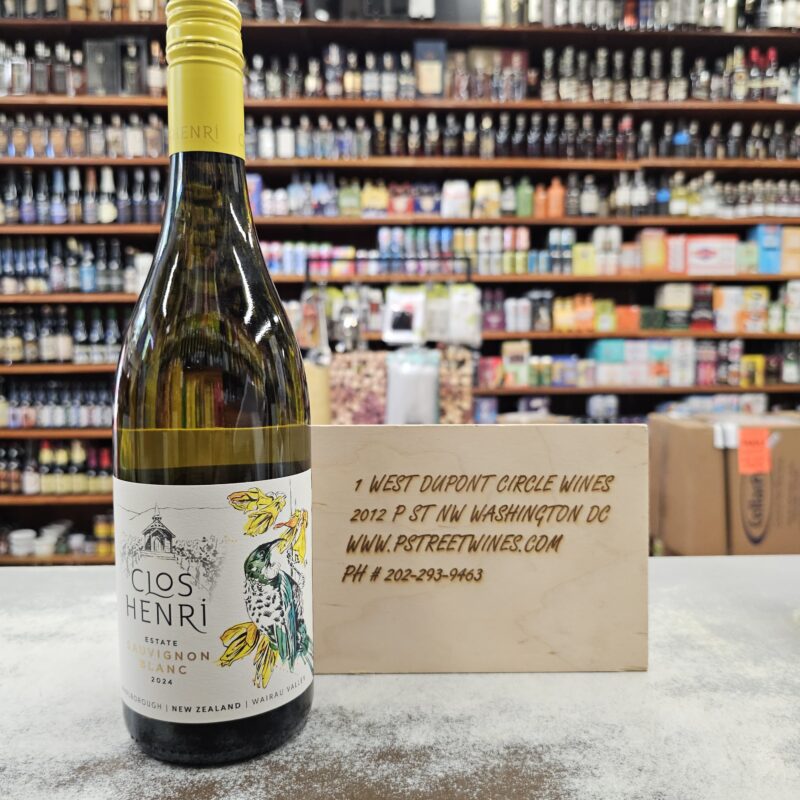 HENRI
CLOS
HENRI
ESTATE
SAUVIGNON
BLANC
2024
MARLBOROUGH | NEW ZEALAND | WAIRAU VALLEY
1 WEST DUPONT CIRCLE WINES
2012 P ST NW WASHINGTON DC
WWW.PSTREETWINES.COM
PH # 202-293-9463